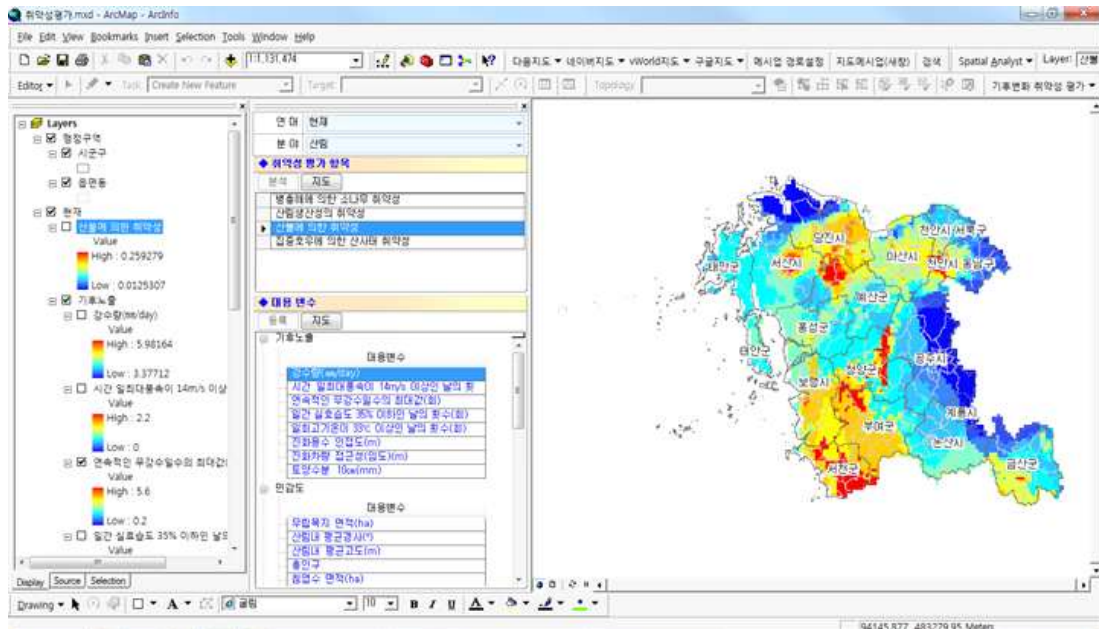 취약성평가.mxd - ArcMap - ArcInfo
File Edit View Bookmarks Insert Selection Tools Window Help
1:1,131,474
다음지도 네이버지도 vWorld지도 구글지도 메시업 경로설정 지도메시업(새창) 검색 Spatial Analyst Layer: 산불
Editor Task: Create New Feature Target: Topology 기후변화 취약성 평가
Layers
행정구역
시군구
읍면동
현재
산불에 의한 취약성
Value
High : 0.259279
Low : 0.0125307
기후노출
강수량(mm/day)
Value
High : 5.98164
Low : 3.37712
시간 일최대풍속이 14m/s 이상
Value
High : 2.2
Low : 0
연속적인 무강수일수의 최대값(
Value
High : 5.6
Low : 0.2
일간 실효습도 35% 이하인 날의
Value
Display Source Selection
연 대 현재
분 야 산림
취약성 평가 항목
분석 지도
병충해에 의한 소나무 취약성
산림생산성의 취약성
산불에 의한 취약성
집중호우에 의한 산사태 취약성
대용 변수
등록 지도
기후노출
대용변수
강수량(mm/day)
시간 일최대풍속이 14m/s 이상인 날의 횟
연속적인 무강수일수의 최대값(회)
일간 실효습도 35% 이하인 날의 횟수(회)
일최고기온이 33℃ 이상인 날의 횟수(회)
진화용수 인접도(m)
진화차량 접근성(임도)(m)
토양수분 10cm(mm)
민감도
대용변수
무립목지 면적(ha)
산림내 평균경사(°)
산림내 평균고도(m)
총인구
침엽수 면적(ha)
당진시
천안시 서북구
서산시
아산시
천안시 동남구
태안군
예산군
홍성군
태안군
공주시
청양군
보령시
계룡시
부여군
논산시
서천군
금산군
Drawing 굴림 10 B I U A
94145.877 483279.95 Meters